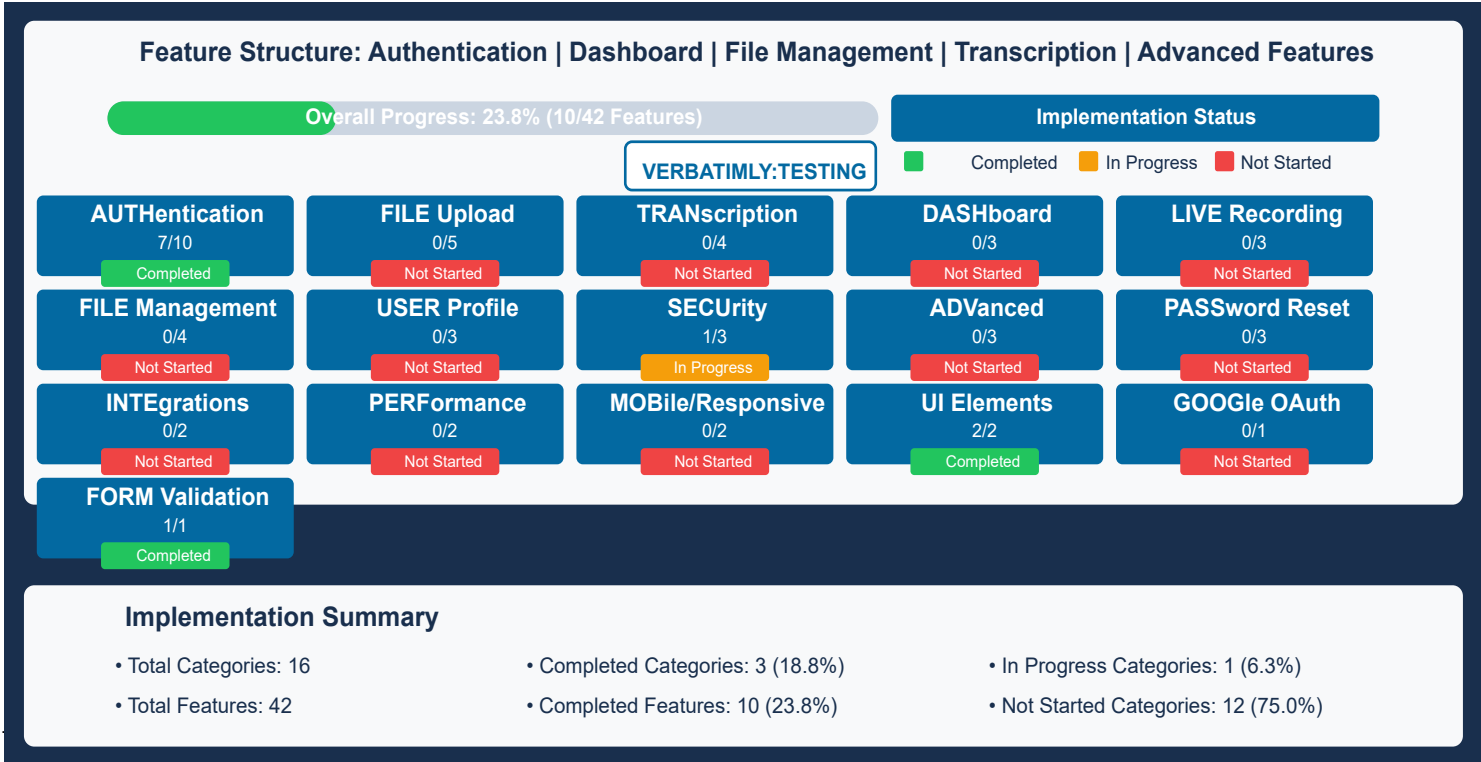 Feature Structure: Authentication | Dashboard | File Management | Transcription | Advanced Features
Overall Progress: 23.8% (10/42 Features)
Implementation Status
VERBATIMLY:TESTING
Completed
In Progress
Not Started
AUTHentication
7/10
Completed
FILE Upload
0/5
Not Started
TRANscription
0/4
Not Started
DASHboard
0/3
Not Started
LIVE Recording
0/3
Not Started
FILE Management
0/4
Not Started
USER Profile
0/3
Not Started
SECUrity
1/3
In Progress
ADVanced
0/3
Not Started
PASSword Reset
0/3
Not Started
INTEgrations
0/2
Not Started
PERFormance
0/2
Not Started
MOBile/Responsive
0/2
Not Started
UI Elements
2/2
Completed
GOOGle OAuth
0/1
Not Started
FORM Validation
1/1
Completed
Implementation Summary
• Total Categories: 16
• Completed Categories: 3 (18.8%)
• In Progress Categories: 1 (6.3%)
• Total Features: 42
• Completed Features: 10 (23.8%)
• Not Started Categories: 12 (75.0%)